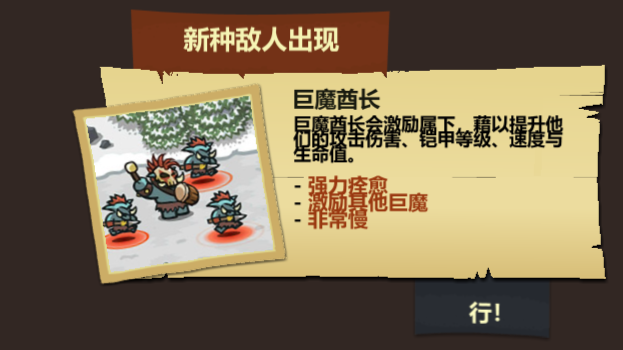 新种敌人出现
巨魔酋长
巨魔酋长会激励属下，藉以提升他
们的攻击伤害、铠甲等级、速度与
生命值。
- 强力痊愈
- 激励其他巨魔
- 非常慢
行！